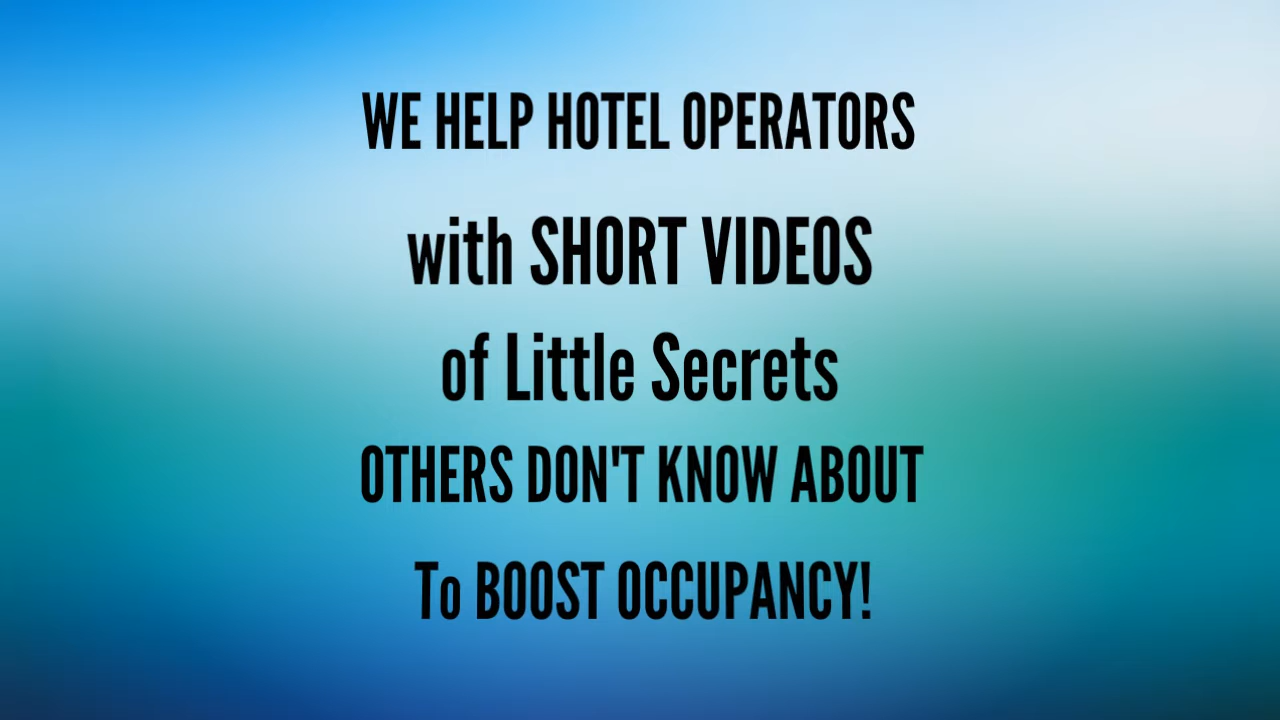 WE HELP HOTEL OPERATORS
with SHORT VIDEOS
of Little Secrets
OTHERS DON'T KNOW ABOUT
To BOOST OCCUPANCY!